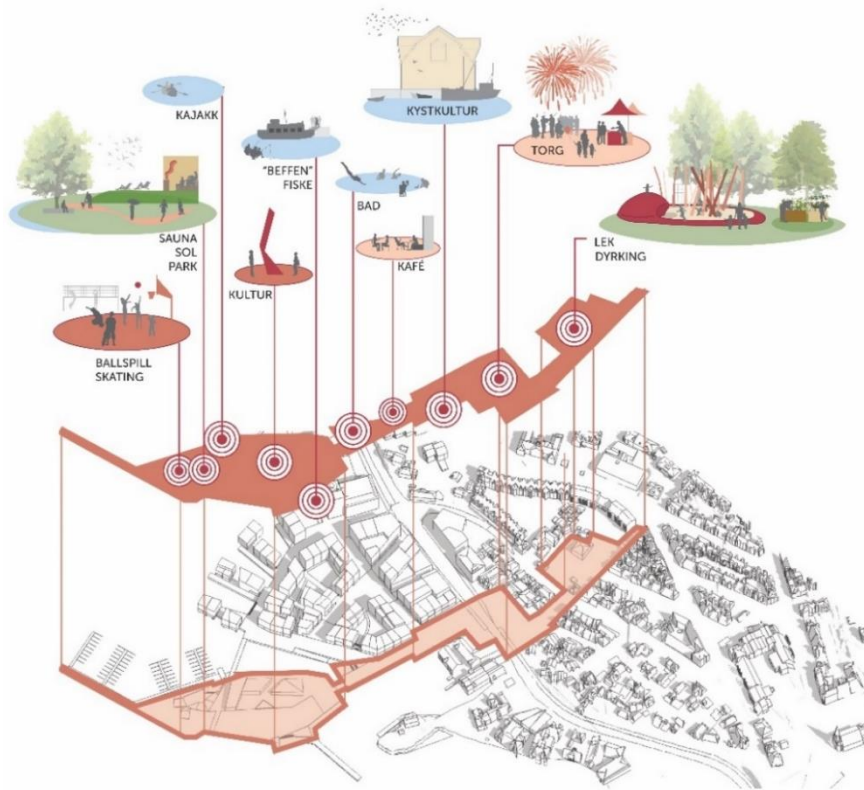 KAJAKK
KYSTKULTUR
TORG
"BEFFEN"
FISKE
BAD
SAUNA
SOL
PARK
KULTUR
KAFÉ
LEK
DYRKING
BALLSPILL
SKATING